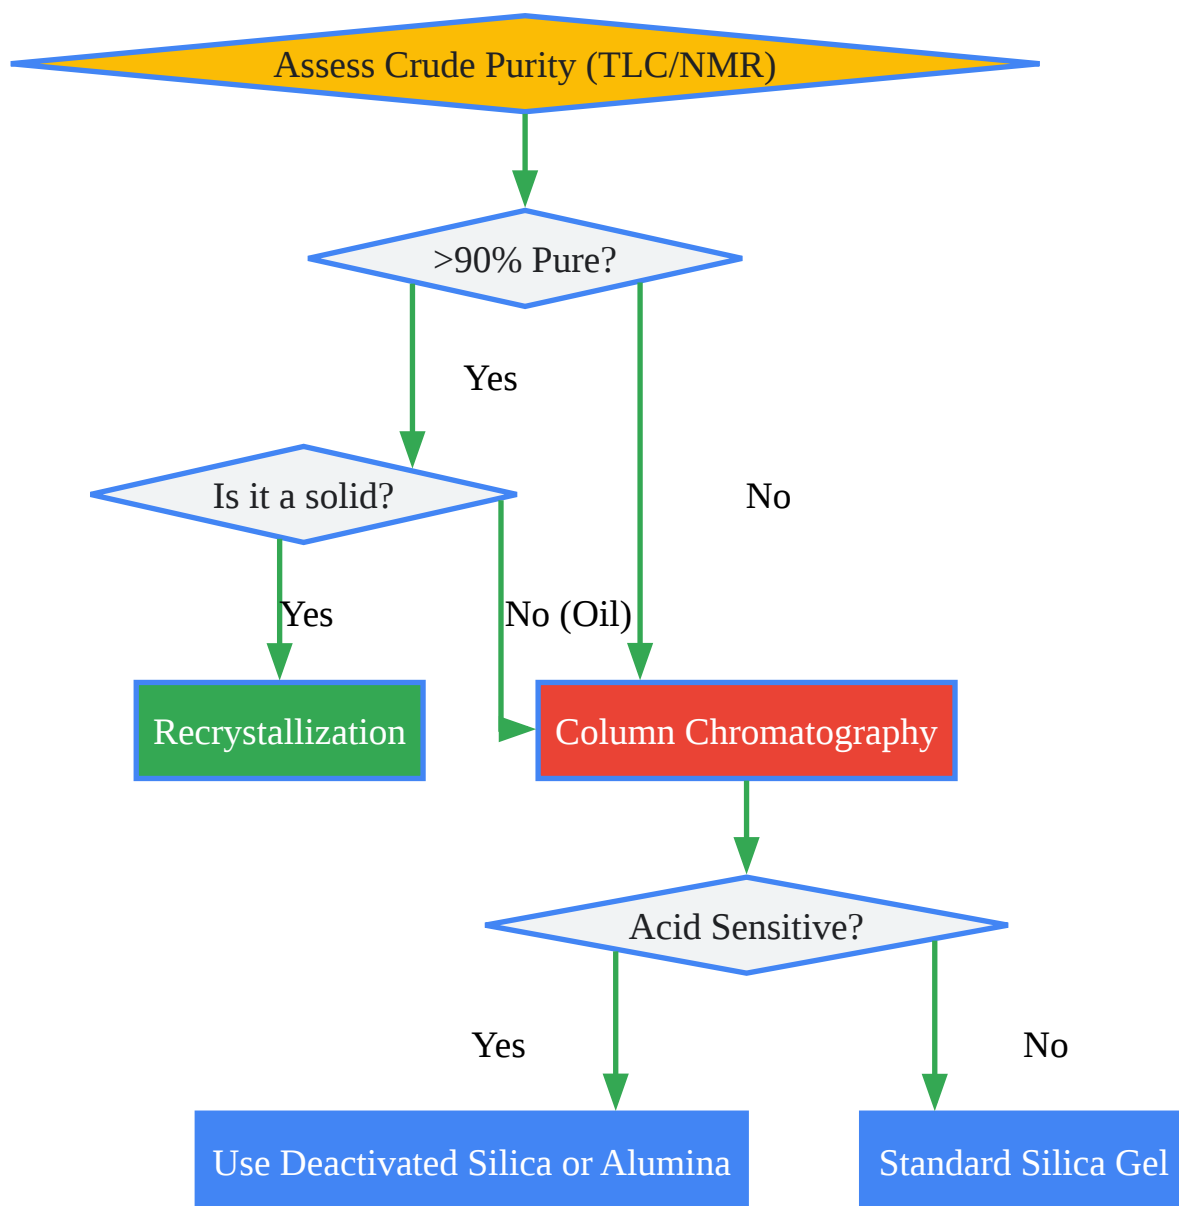 Assess Crude Purity (TLC/NMR)
>90% Pure?
Yes
Is it a solid?
No
Yes
No (Oil)
Recrystallization
Column Chromatography
Acid Sensitive?
Yes
No
Use Deactivated Silica or Alumina
Standard Silica Gel